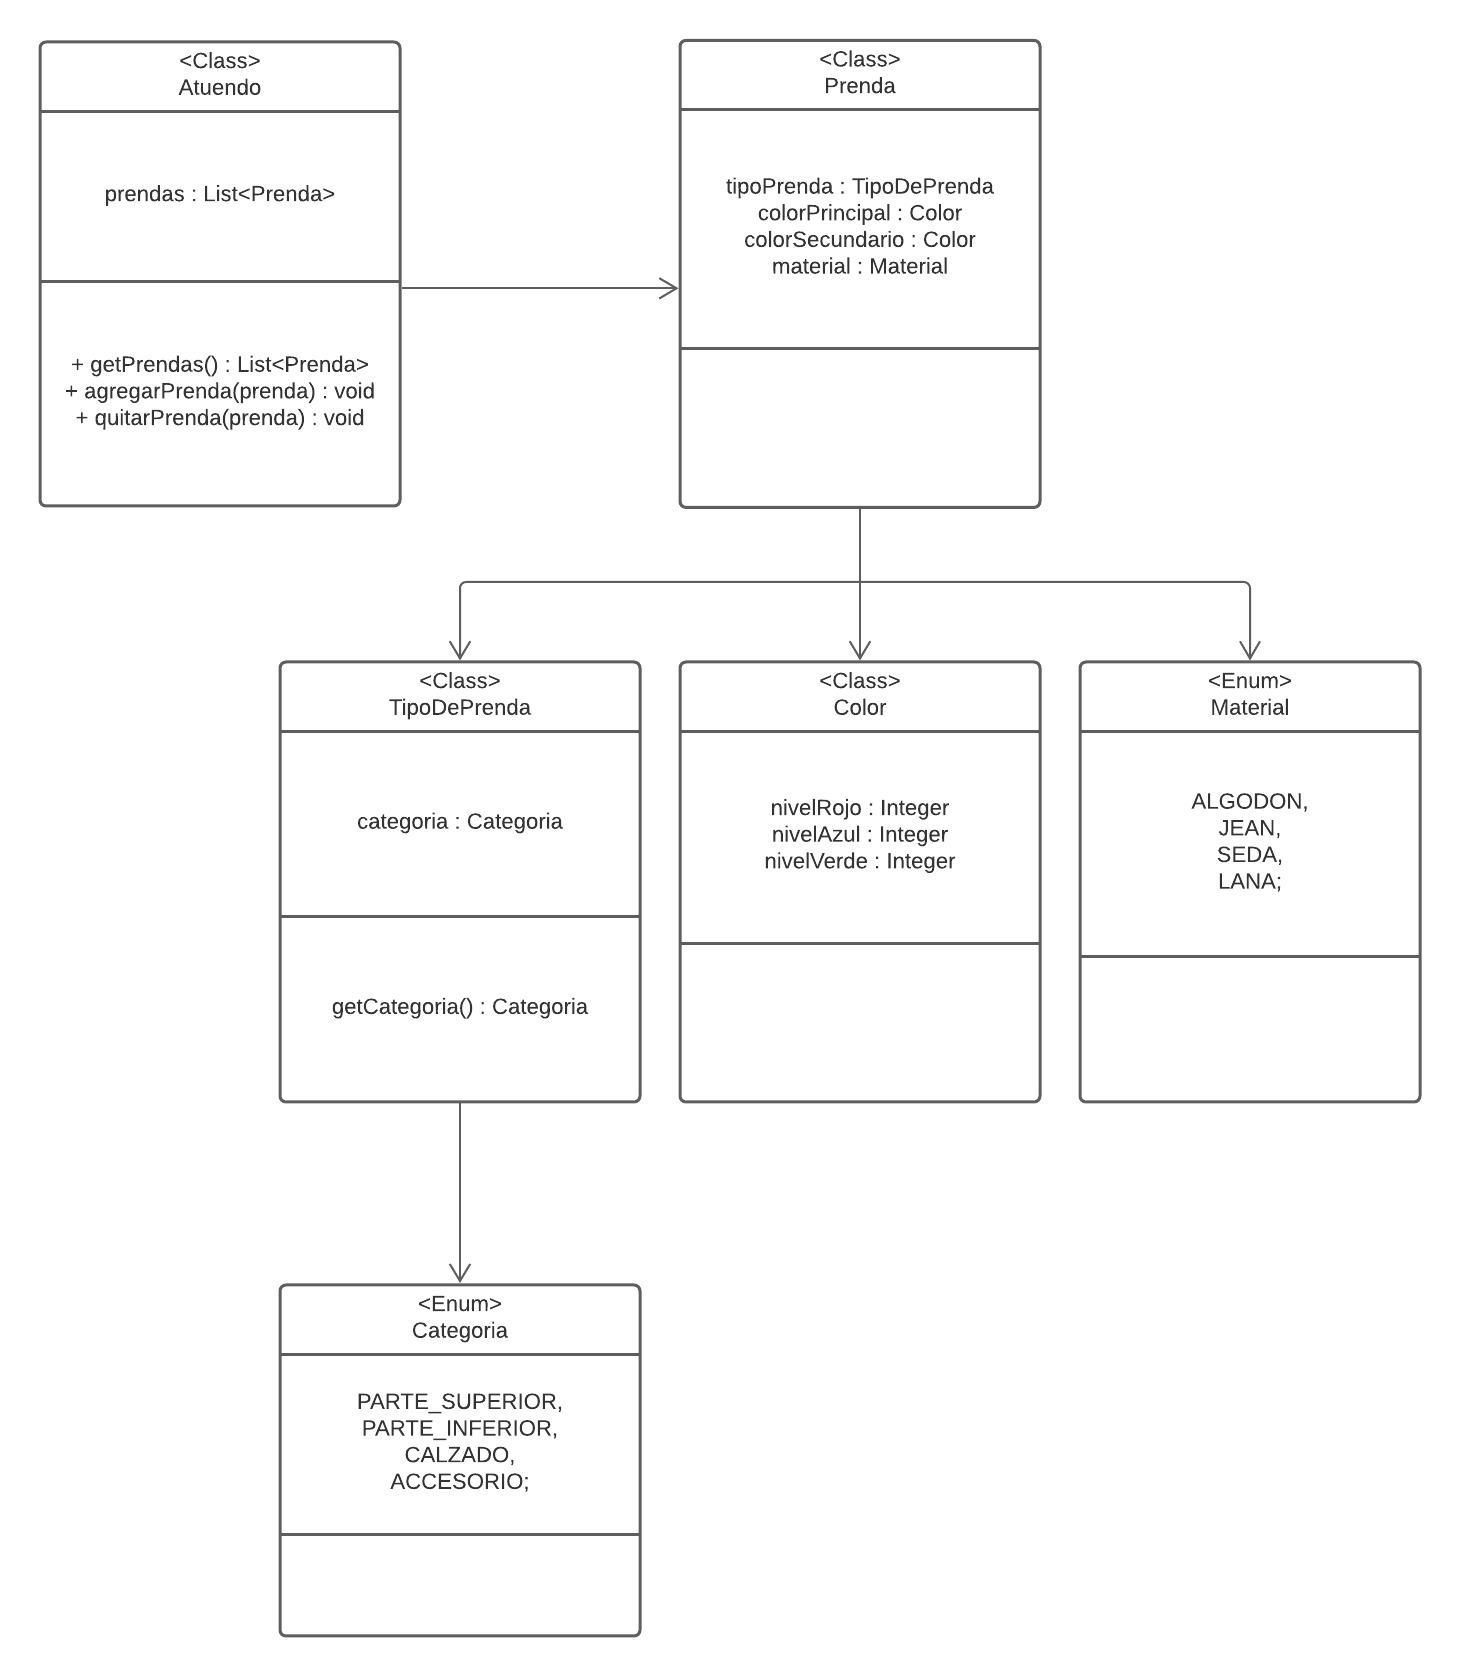 <Class>
Atuendo
prendas : List<Prenda>
+ getPrendas() : List<Prenda>
+ agregarPrenda(prenda) : void
+ quitarPrenda(prenda) : void
<Class>
Prenda
tipoPrenda : TipoDePrenda
colorPrincipal : Color
colorSecundario : Color
material : Material
<Class>
TipoDePrenda
categoria : Categoria
getCategoria() : Categoria
<Class>
Color
nivelRojo : Integer
nivelAzul : Integer
nivelVerde : Integer
<Enum>
Material
ALGODON,
JEAN,
SEDA,
LANA;
<Enum>
Categoria
PARTE_SUPERIOR,
PARTE_INFERIOR,
CALZADO,
ACCESORIO;